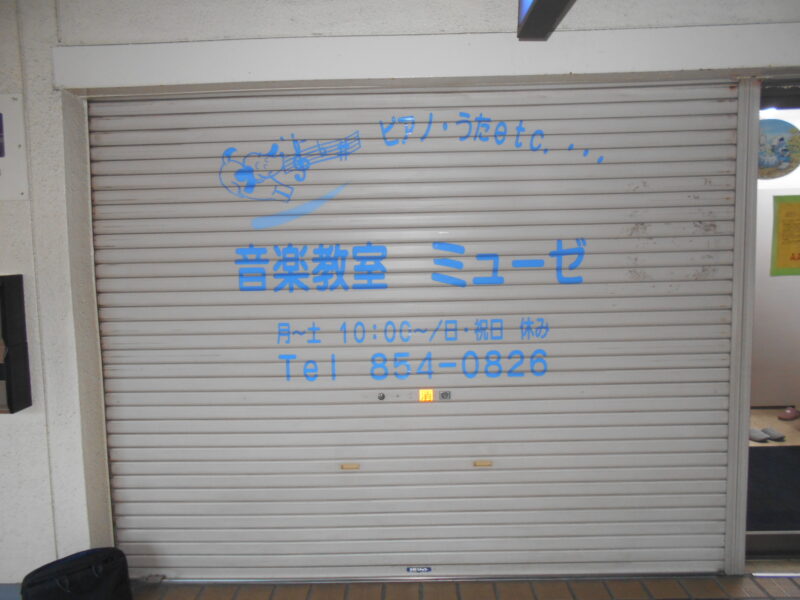 ピアノ・うたetc....
音楽教室 ミューゼ
月～土 10:00～/日・祝日 休み
Tel 854-0826